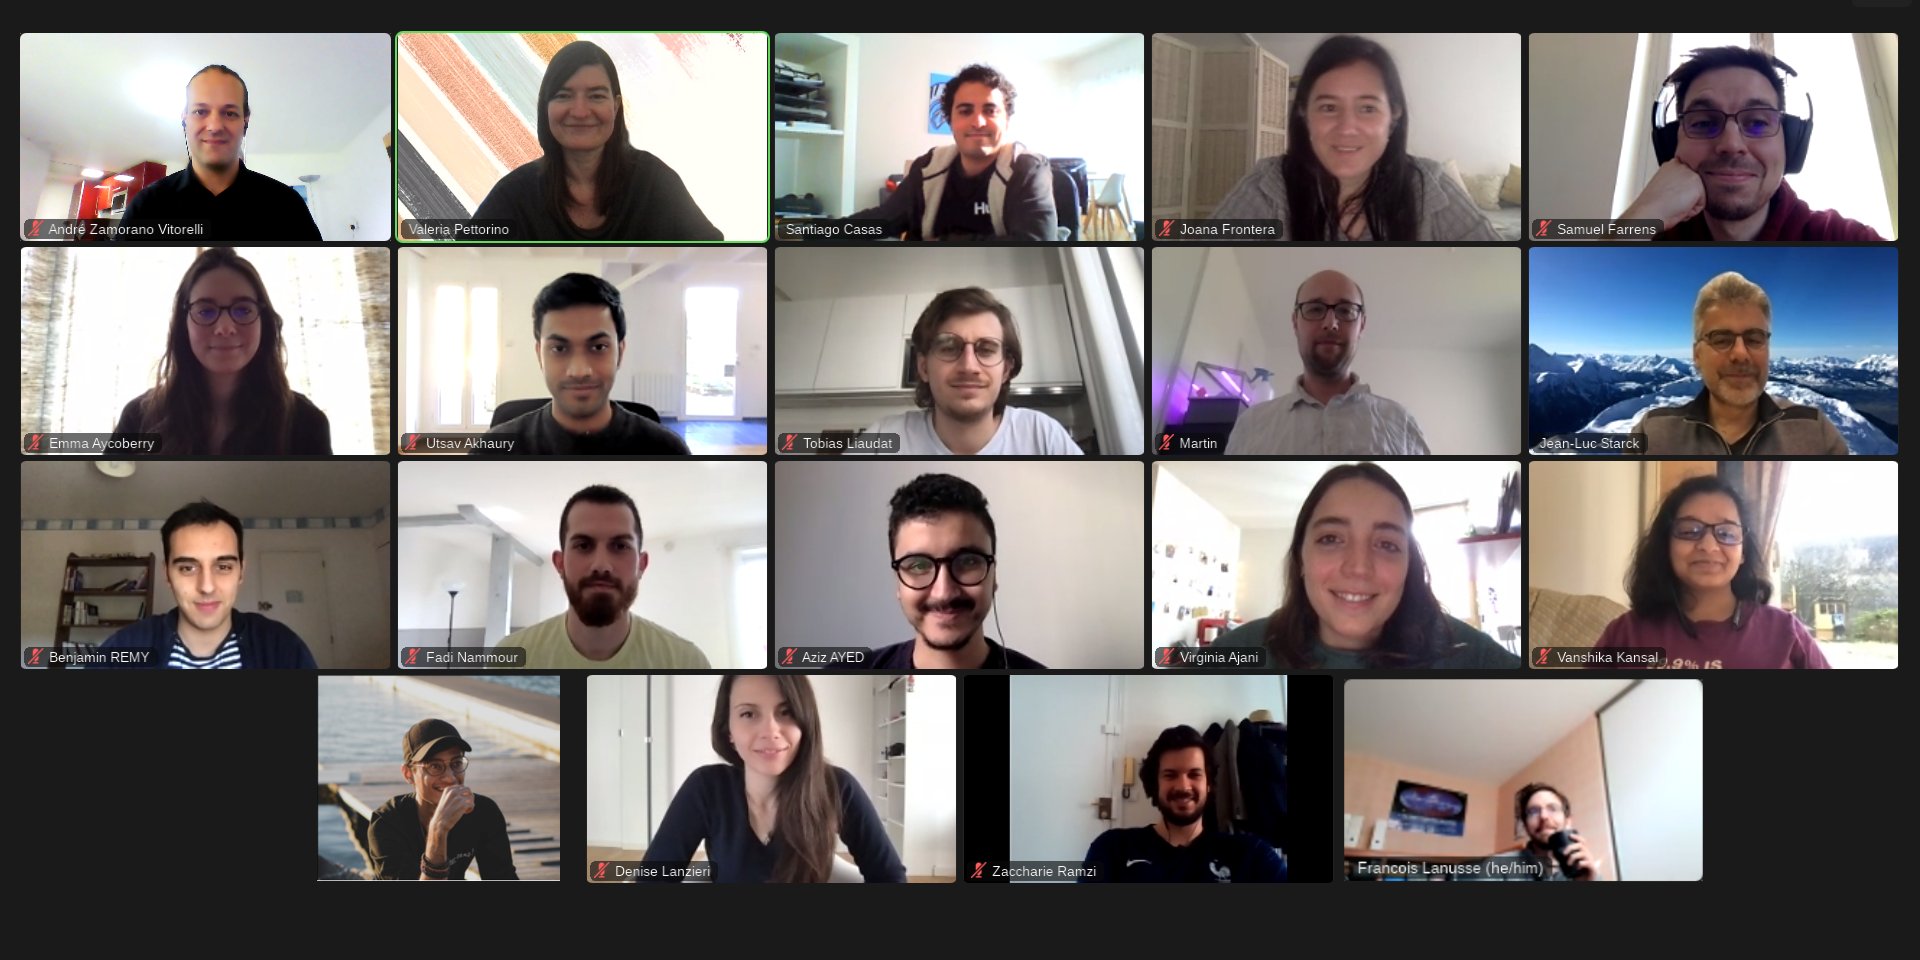 André Zamorano Vitorelli
Valeria Pettorino
Santiago Casas
Joana Frontera
Samuel Farrens
Emma Aycoberry
Utsav Akhaury
Tobias Liaudat
Martin
Jean-Luc Starck
Benjamin REMY
Fadi Nammour
Aziz AYED
Virginia Ajani
Vanshika Kansal
Denise Lanzieri
Zaccharie Ramzi
Francois Lanusse (he/him)